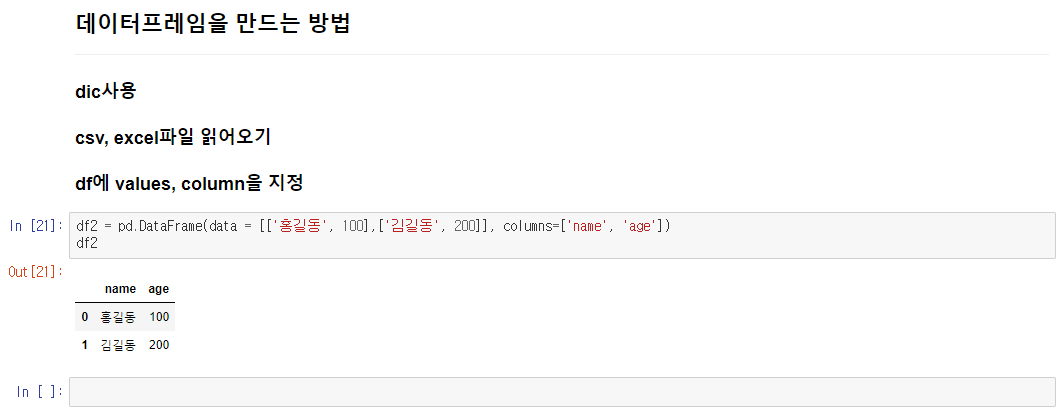 데이터프레임을 만드는 방법
dic사용
csv, excel파일 읽어오기
df에 values, column을 지정
In [21]: df2 = pd.DataFrame(data = [['홍길동', 100],['김길동', 200]], columns=['name', 'age'])
df2
Out[21]:
name age
0 홍길동 100
1 김길동 200
In [ ]: